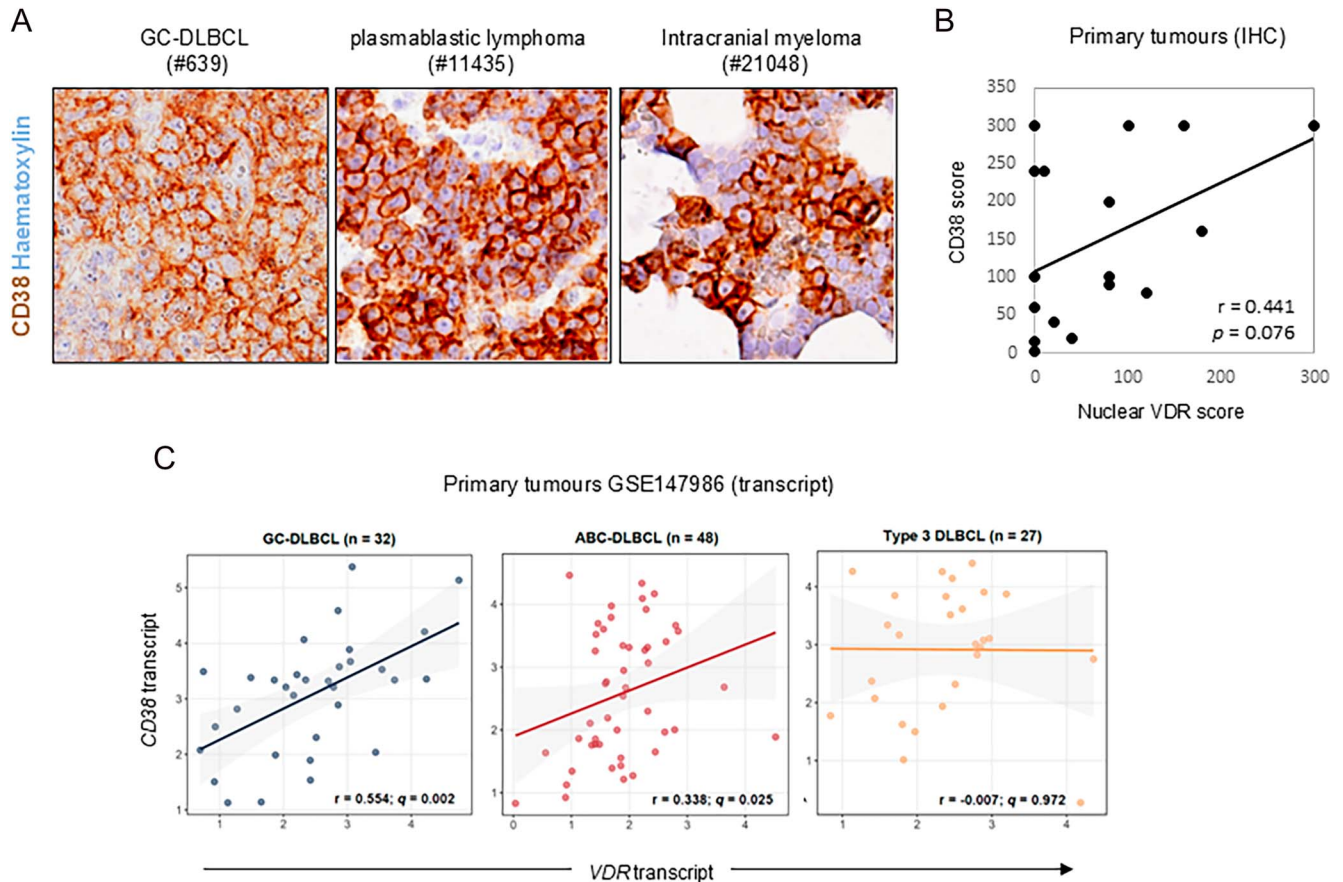 A
GC-DLBCL
(#639)
plasmablastic lymphoma
(#11435)
Intracranial myeloma
(#21048)
CD38 Haematoxylin
B
Primary tumours (IHC)
CD38 score
350
300
250
200
150
100
50
0
r = 0.441
p = 0.076
0 100 200 300
Nuclear VDR score
C
Primary tumours GSE147986 (transcript)
CD38 transcript
GC-DLBCL (n = 32)
5
4
3
2
1
r = 0.554; q = 0.002
1 2 3 4
ABC-DLBCL (n = 48)
4
3
2
1
r = 0.338; q = 0.025
0 1 2 3 4
Type 3 DLBCL (n = 27)
4
3
2
1
r = -0.007; q = 0.972
1 2 3 4
VDR transcript